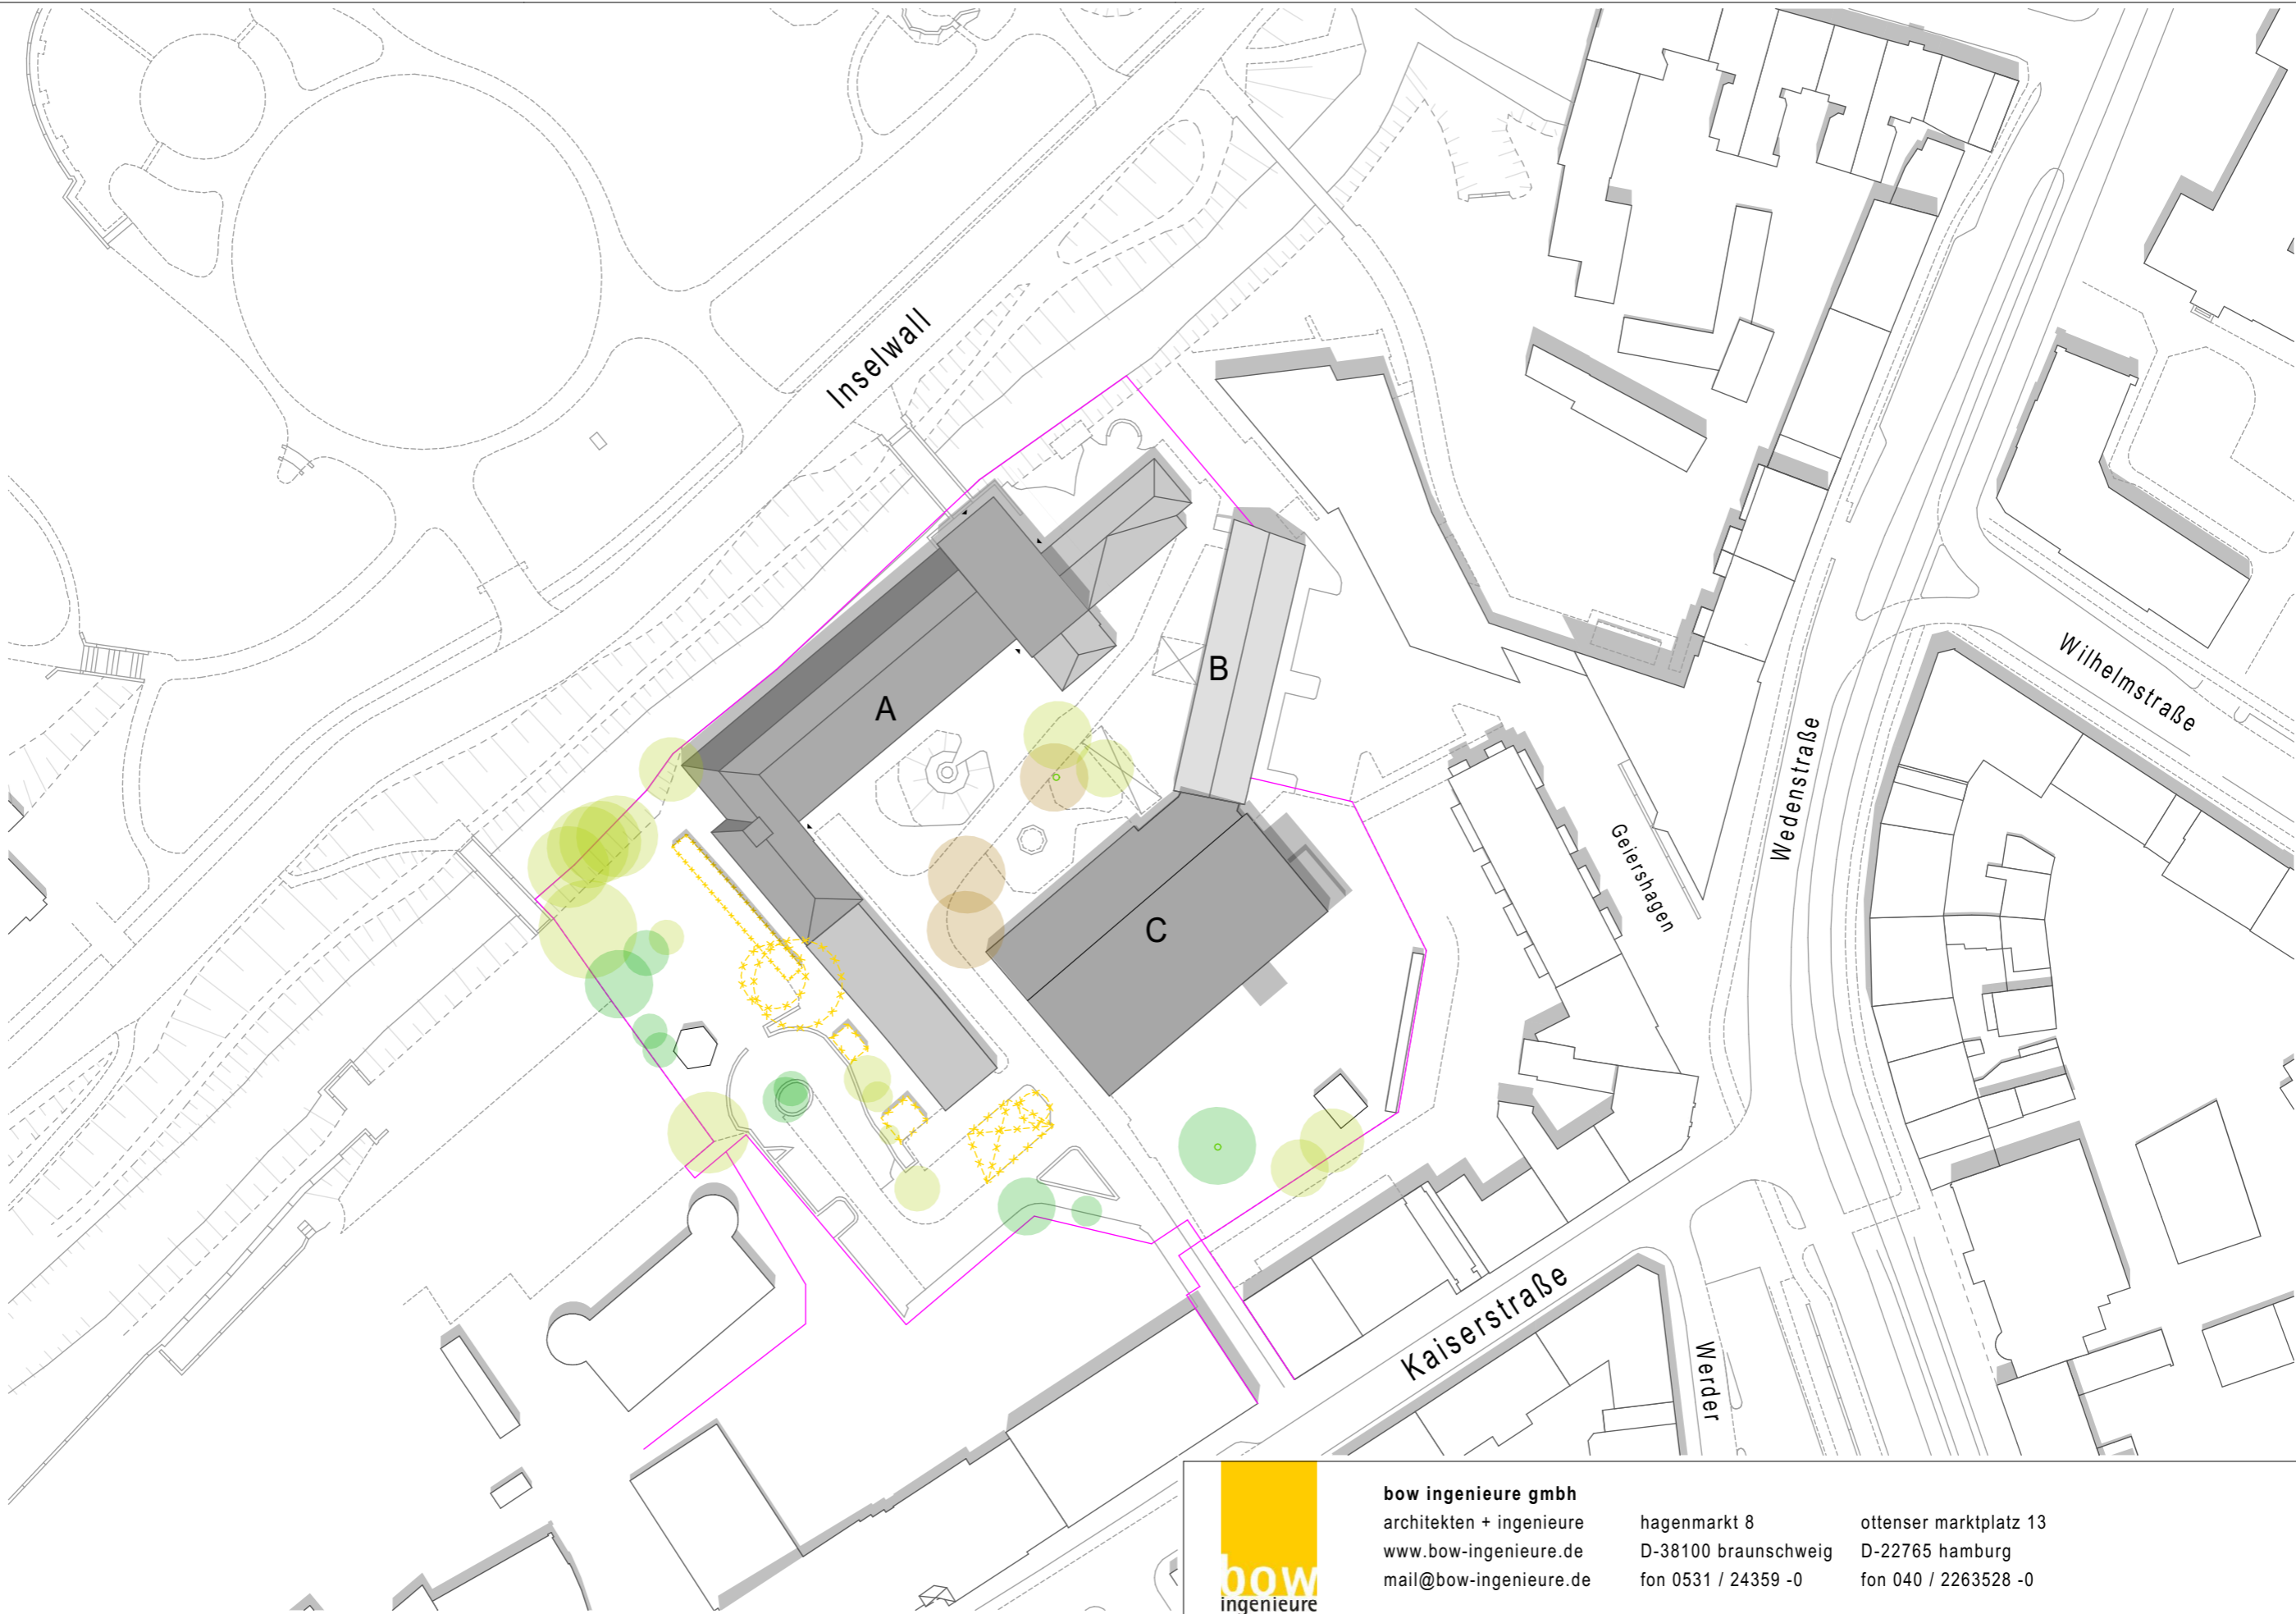 Inselwall
A
B
C
Wilhelmstraße
Wedenstraße
Geiershagen
Kaiserstraße
Werder
bow
ingenieure
bow ingenieure gmbh
architekten + ingenieure
www.bow-ingenieure.de
mail@bow-ingenieure.de
hagenmarkt 8
D-38100 braunschweig
fon 0531 / 24359 -0
ottenser marktplatz 13
D-22765 hamburg
fon 040 / 2263528 -0